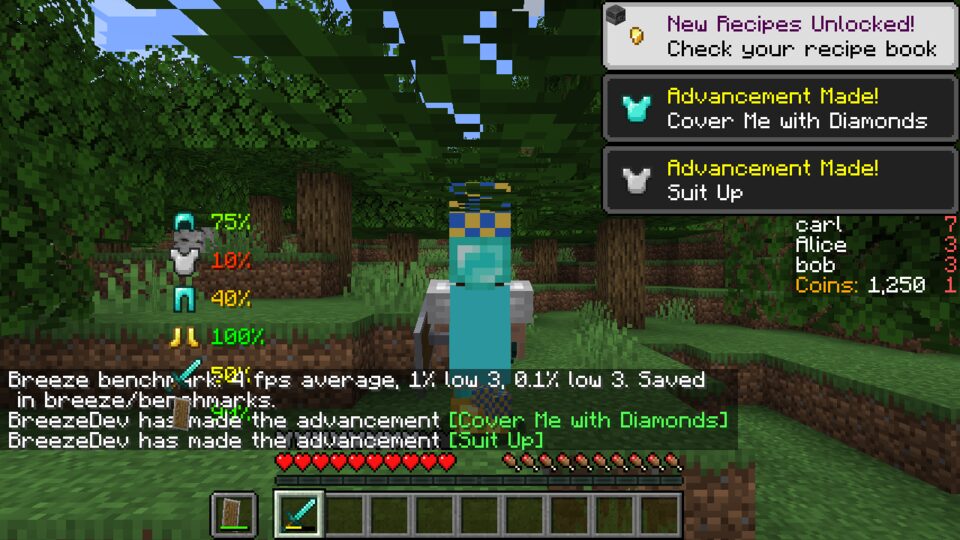 New Recipes Unlocked!
Check your recipe book
Advancement Made!
Cover Me with Diamonds
Advancement Made!
Suit Up
carl 7
Alice 3
bob 3
Coins: 1,250 1
75%
10%
40%
100%
50%
Breeze benchmark: 4 fps average, 1% low 3, 0.1% low 3. Saved
in breeze/benchmarks.
BreezeDev has made the advancement [Cover Me with Diamonds]
BreezeDev has made the advancement [Suit Up]